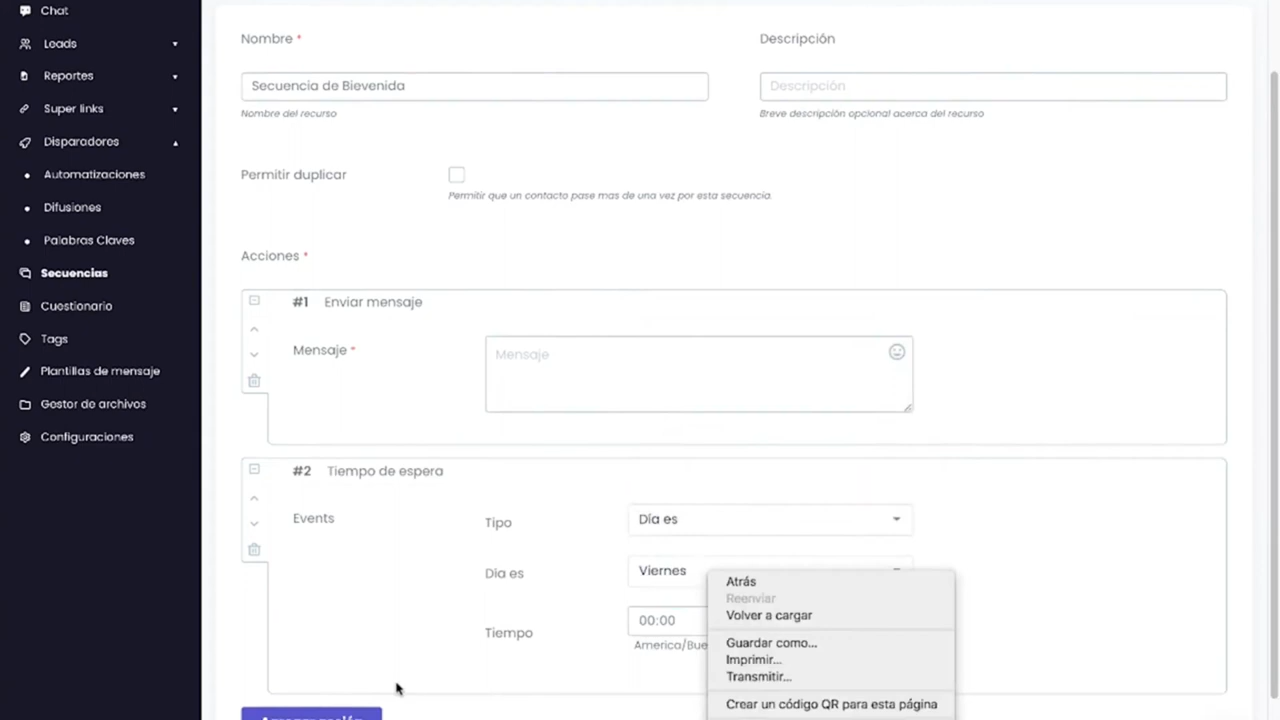 Chat
Leads
Reportes
Super links
Disparadores
Automatizaciones
Difusiones
Palabras Claves
Secuencias
Cuestionario
Tags
Plantillas de mensaje
Gestor de archivos
Configuraciones
Nombre *
Descripción
Secuencia de Bievenida
Descripción
Nombre del recurso
Breve descripción opcional acerca del recurso
Permitir duplicar
Permitir que un contacto pase mas de una vez por esta secuencia.
Acciones *
#1 Enviar mensaje
Mensaje *
Mensaje
#2 Tiempo de espera
Events
Tipo
Día es
Dia es
Viernes
Tiempo
00:00
America/Bue
Atrás
Reenviar
Volver a cargar
Guardar como...
Imprimir...
Transmitir...
Crear un código QR para esta página